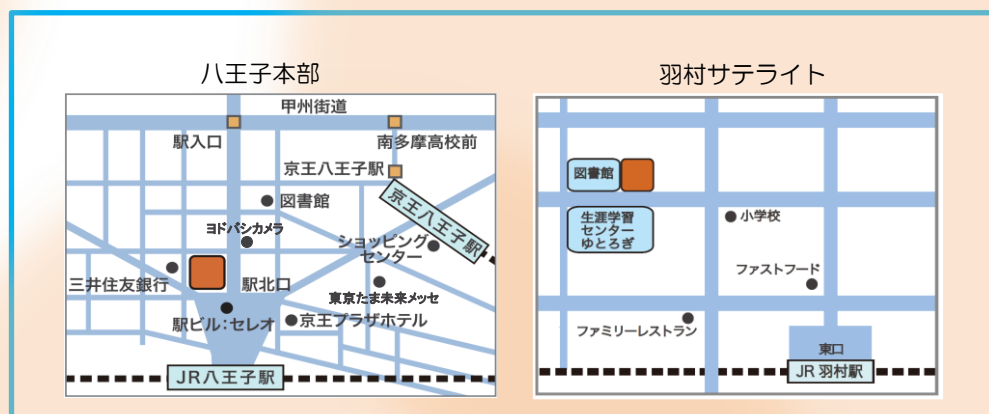 八王子本部
甲州街道
駅入口
南多摩高校前
京王八王子駅
京王八王子駅
図書館
ヨドバシカメラ
ショッピング
センター
三井住友銀行
駅北口
東京たま未来メッセ
駅ビル:セレオ
京王プラザホテル
JR八王子駅
羽村サテライト
図書館
生涯学習
センター
ゆとろぎ
小学校
ファストフード
ファミリーレストラン
東口
JR 羽村駅